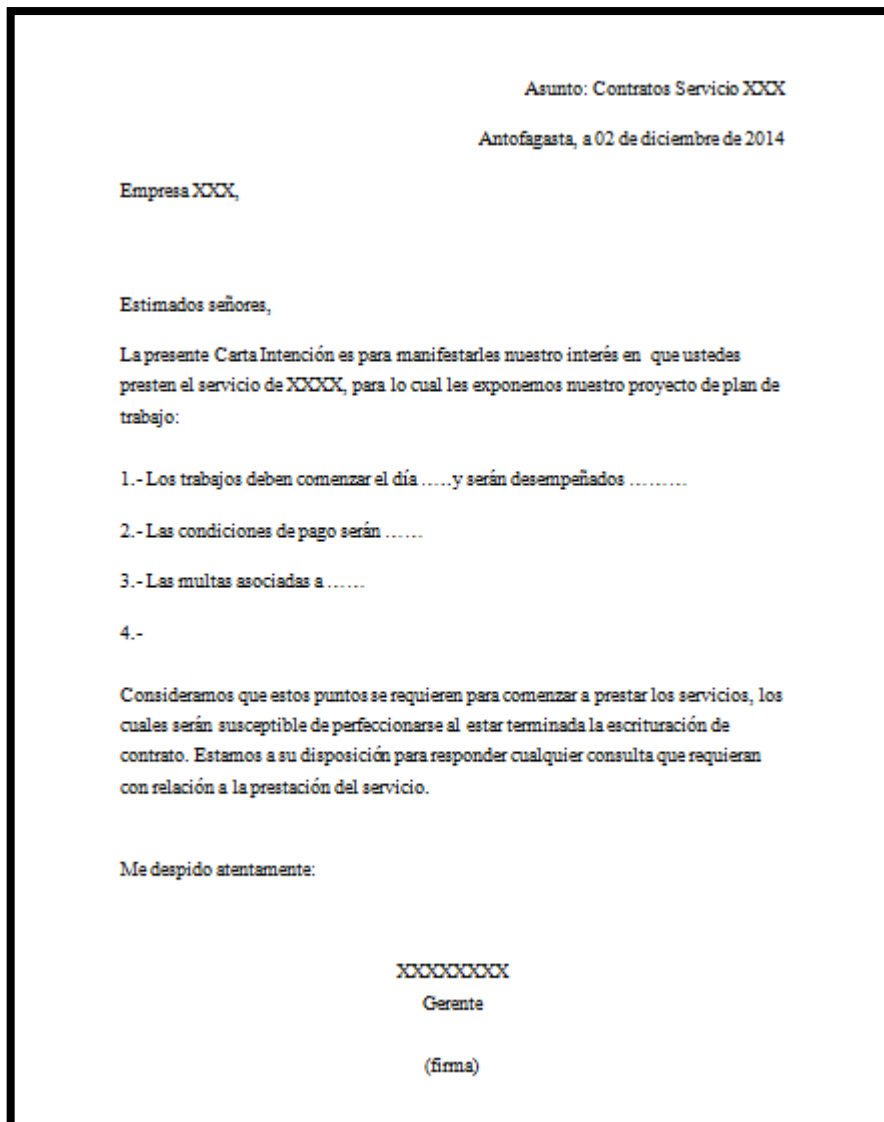 Asunto: Contratos Servicio XXX
Antofagasta, a 02 de diciembre de 2014
Empresa XXX,
Estimados señores,
La presente Carta Intención es para manifestarles nuestro interés en  que ustedes
presten el servicio de XXXX, para lo cual les exponemos nuestro proyecto de plan de
trabajo:
1.- Los trabajos deben comenzar el día …..y serán desempeñados ………
2.- Las condiciones de pago serán ……
3.- Las multas asociadas a ……
4.-
Consideramos que estos puntos se requieren para comenzar a prestar los servicios, los
cuales serán susceptible de perfeccionarse al estar terminada la escrituración de
contrato. Estamos a su disposición para responder cualquier consulta que requieran
con relación a la prestación del servicio.
Me despido atentamente:
XXXXXXXX
Gerente
(firma)